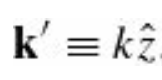 k′ ≡ kẑ.